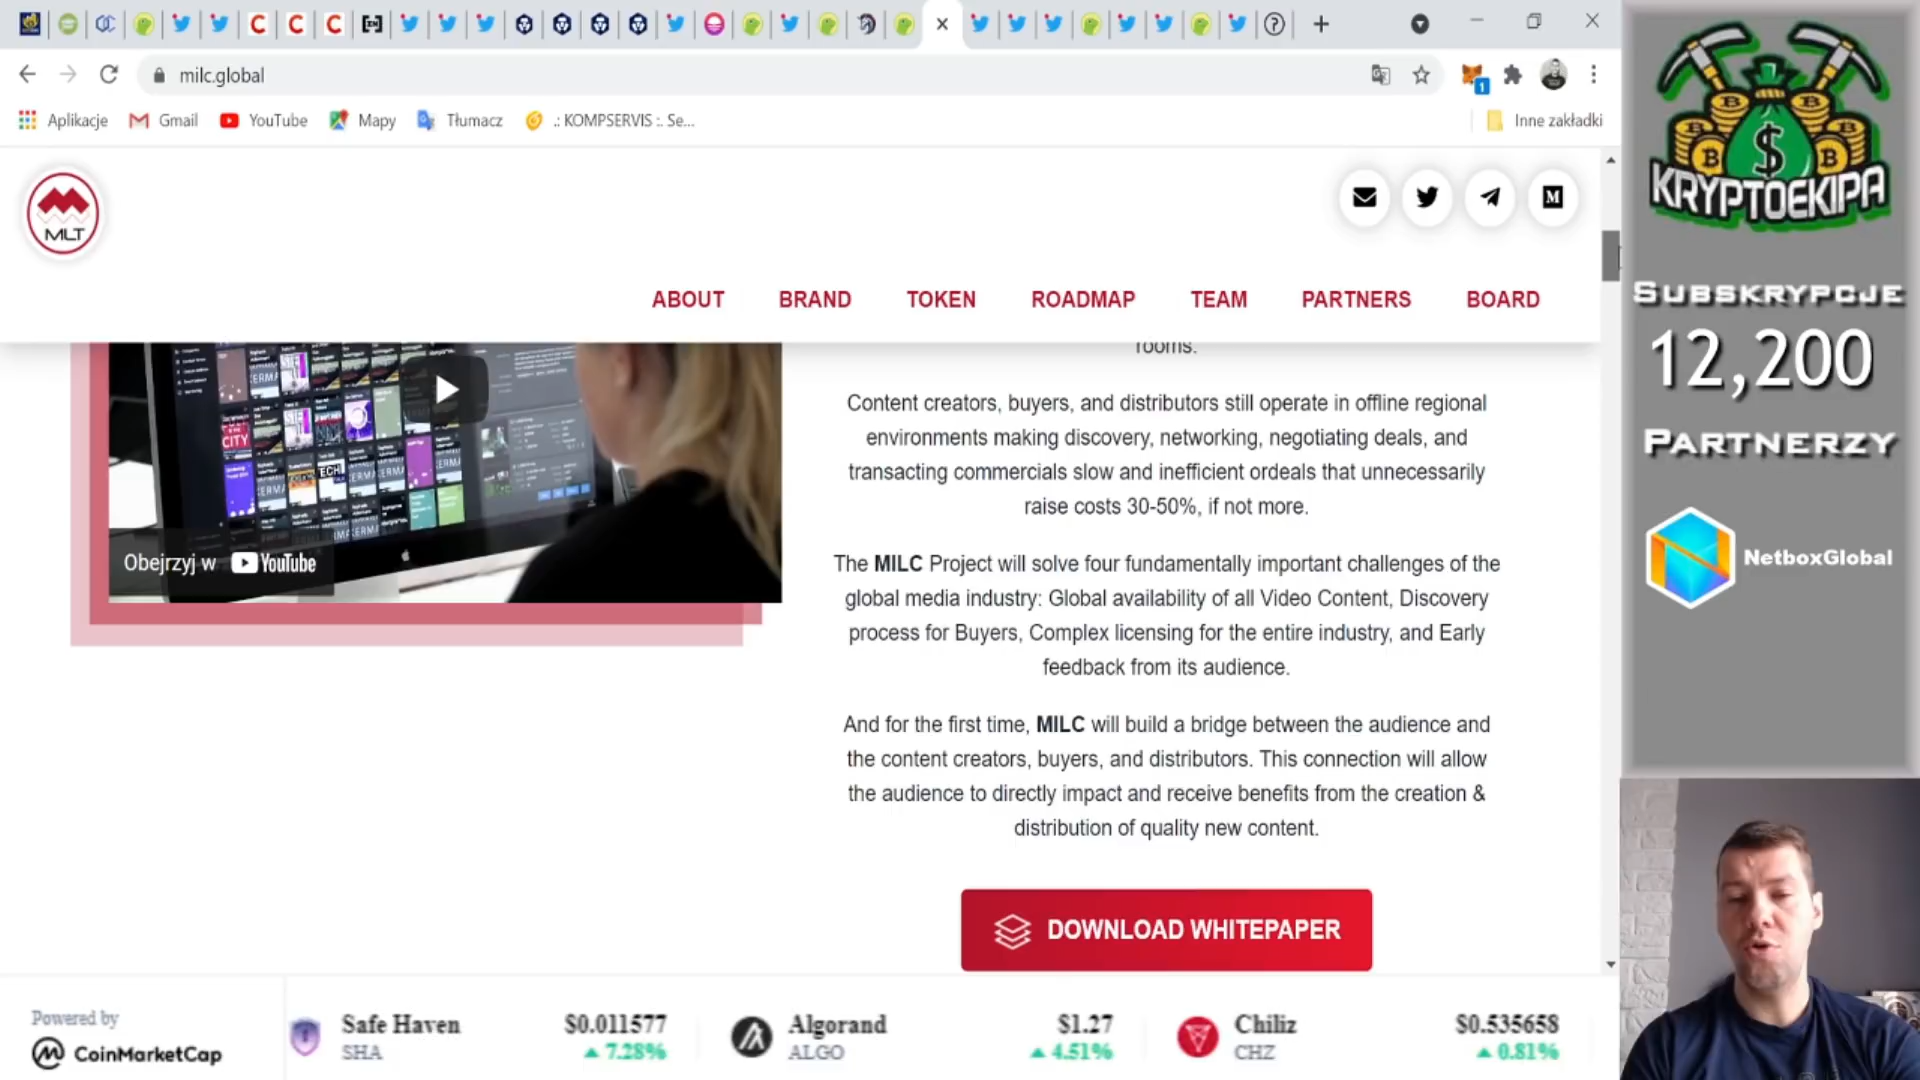 milc.global
Aplikacje
Gmail
YouTube
Mapy
Tłumacz
.: KOMPSERVIS :. Se...
Inne zakładki
MLT
ABOUT
BRAND
TOKEN
ROADMAP
TEAM
PARTNERS
BOARD
rooms.
Content creators, buyers, and distributors still operate in offline regional
environments making discovery, networking, negotiating deals, and
transacting commercials slow and inefficient ordeals that unnecessarily
raise costs 30-50%, if not more.
The MILC Project will solve four fundamentally important challenges of the
global media industry: Global availability of all Video Content, Discovery
process for Buyers, Complex licensing for the entire industry, and Early
feedback from its audience.
And for the first time, MILC will build a bridge between the audience and
the content creators, buyers, and distributors. This connection will allow
the audience to directly impact and receive benefits from the creation &
distribution of quality new content.
DOWNLOAD WHITEPAPER
Obejrzyj w YouTube
KRYPTOEKIPA
SUBSKRYPCJE
12,200
PARTNERZY
NetboxGlobal
Powered by
CoinMarketCap
Safe Haven
SHA
$0.011577
▲ 7.28%
Algorand
ALGO
$1.27
▲ 4.51%
Chiliz
CHZ
$0.535658
▲ 0.81%